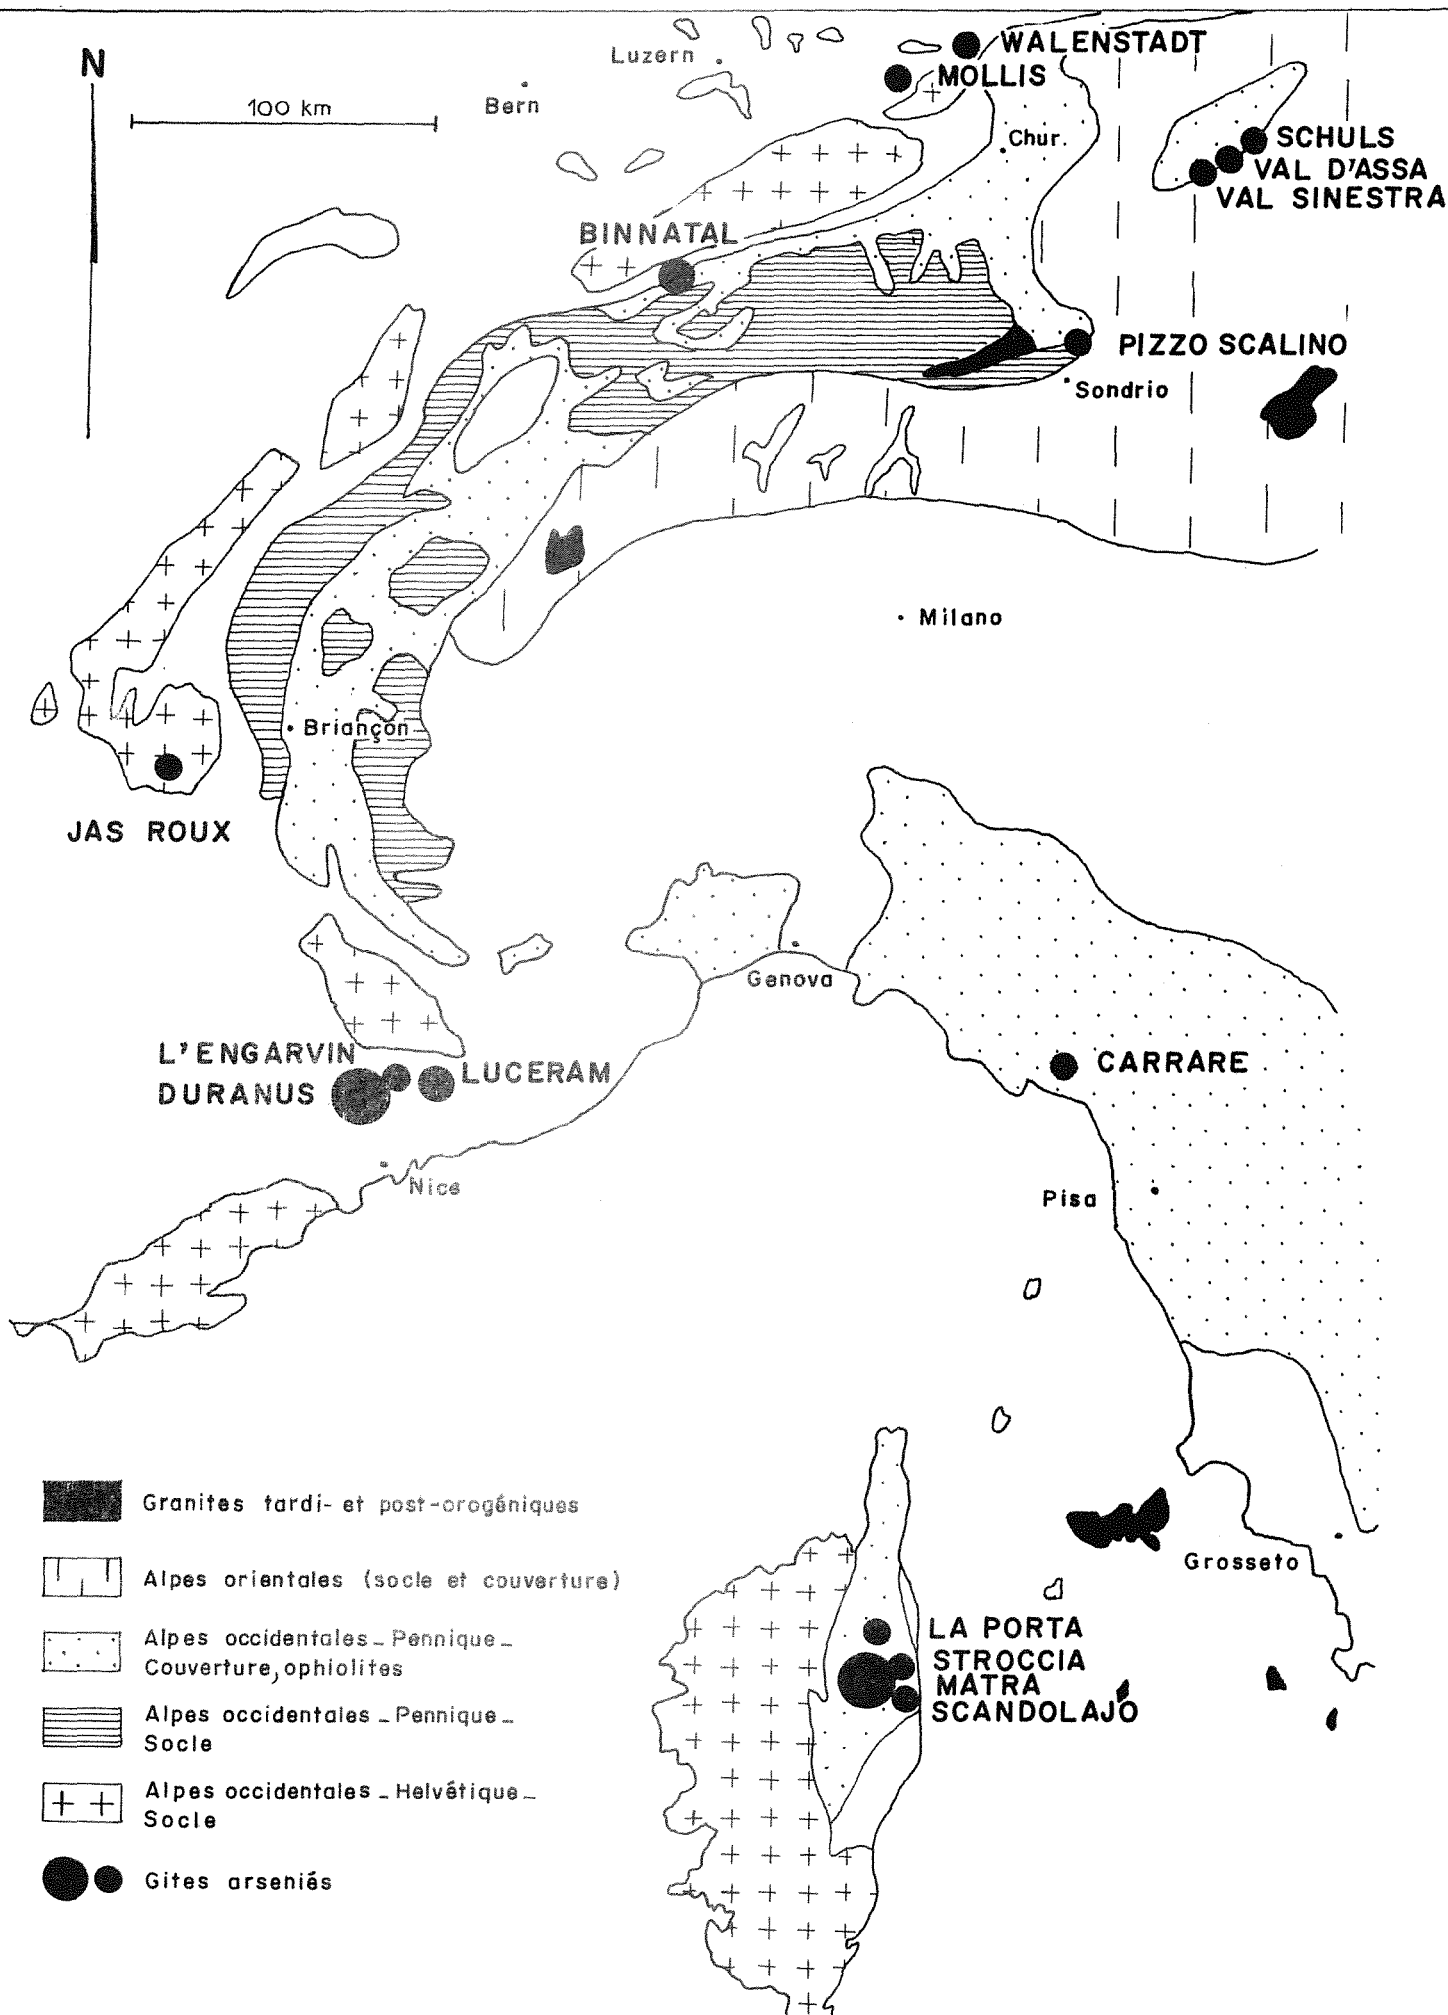 N
100 km
Bern
Luzern
WALENSTADT
MOLLIS
Chur
SCHULS
VAL D'ASSA
VAL SINESTRA
BINNATAL
PIZZO SCALINO
Sondrio
Milano
Briançon
JAS ROUX
Genova
L'ENGARVIN
DURANUS
LUCERAM
CARRARE
Nice
Pisa
Grosseto
LA PORTA
STROCCIA
MATRA
SCANDOLAJO
Granites tardi- et post-orogéniques
Alpes orientales (socle et couverture)
Alpes occidentales - Pennique -
Couverture, ophiolites
Alpes occidentales - Pennique -
Socle
Alpes occidentales - Helvétique -
Socle
Gites arseniés